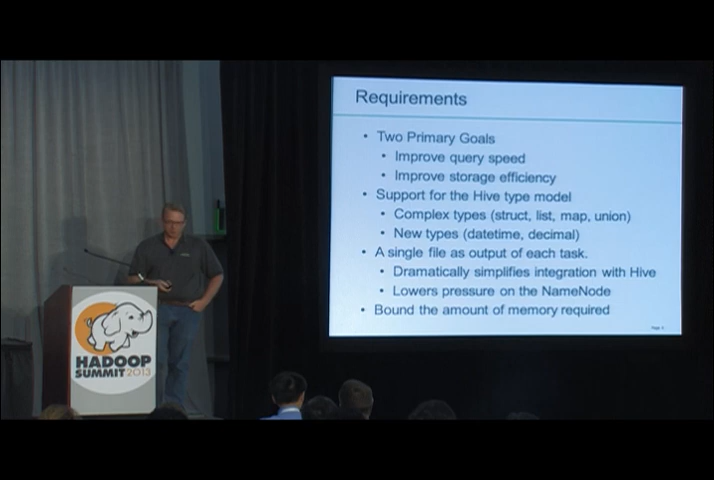 Requirements
• Two Primary Goals
• Improve query speed
• Improve storage efficiency
• Support for the Hive type model
• Complex types (struct, list, map, union)
• New types (datetime, decimal)
• A single file as output of each task.
• Dramatically simplifies integration with Hive
• Lowers pressure on the NameNode
• Bound the amount of memory required
HADOOP
SUMMIT 2013